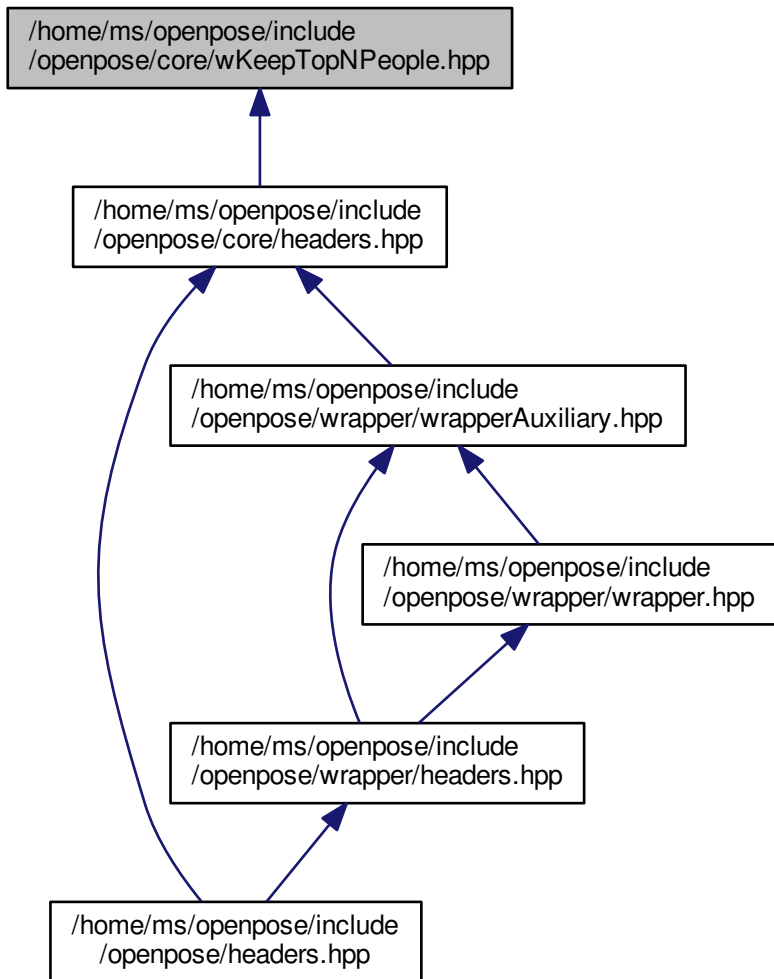 /home/ms/openpose/include
/openpose/core/wKeepTopNPeople.hpp
/home/ms/openpose/include
/openpose/core/headers.hpp
/home/ms/openpose/include
/openpose/wrapper/wrapperAuxiliary.hpp
/home/ms/openpose/include
/openpose/wrapper/wrapper.hpp
/home/ms/openpose/include
/openpose/wrapper/headers.hpp
/home/ms/openpose/include
/openpose/headers.hpp